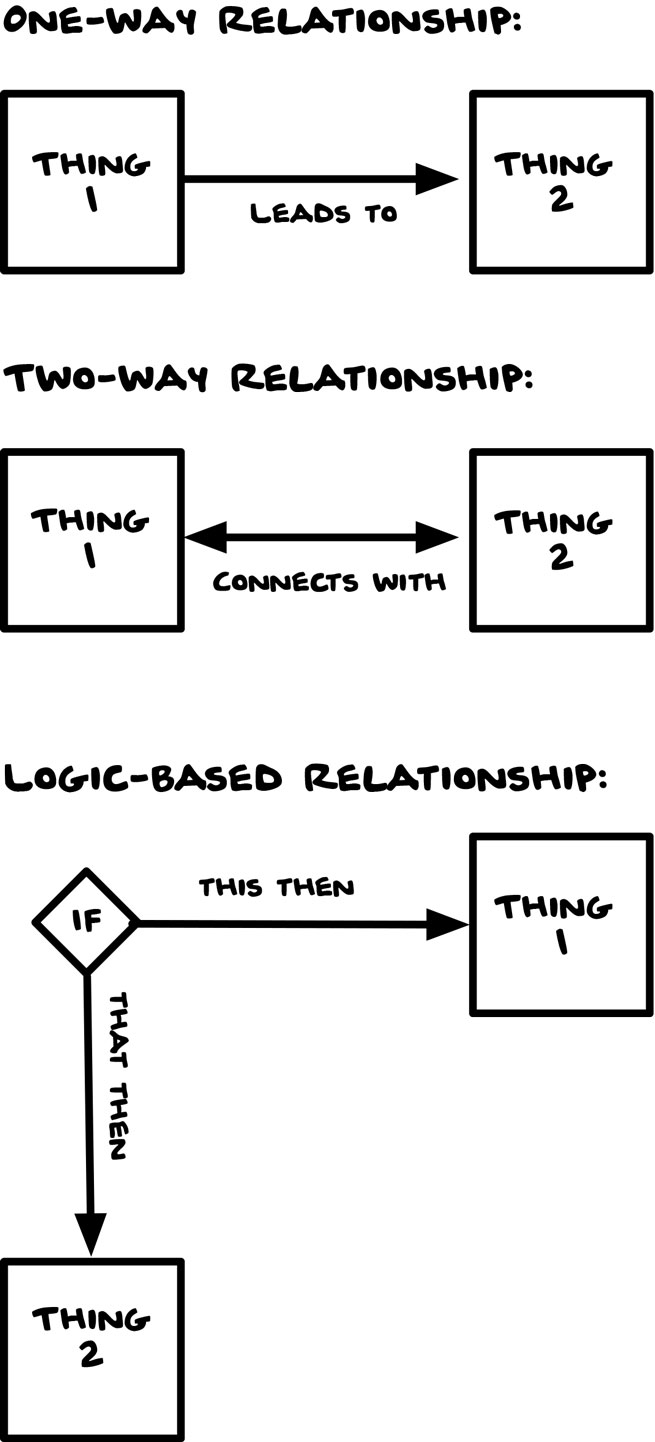 ONE-WAY RELATIONSHIP:
THING
1
LEADS TO
THING
2
TWO-WAY RELATIONSHIP:
THING
1
CONNECTS WITH
THING
2
LOGIC-BASED RELATIONSHIP:
IF
THIS THEN
THING
1
THAT THEN
THING
2